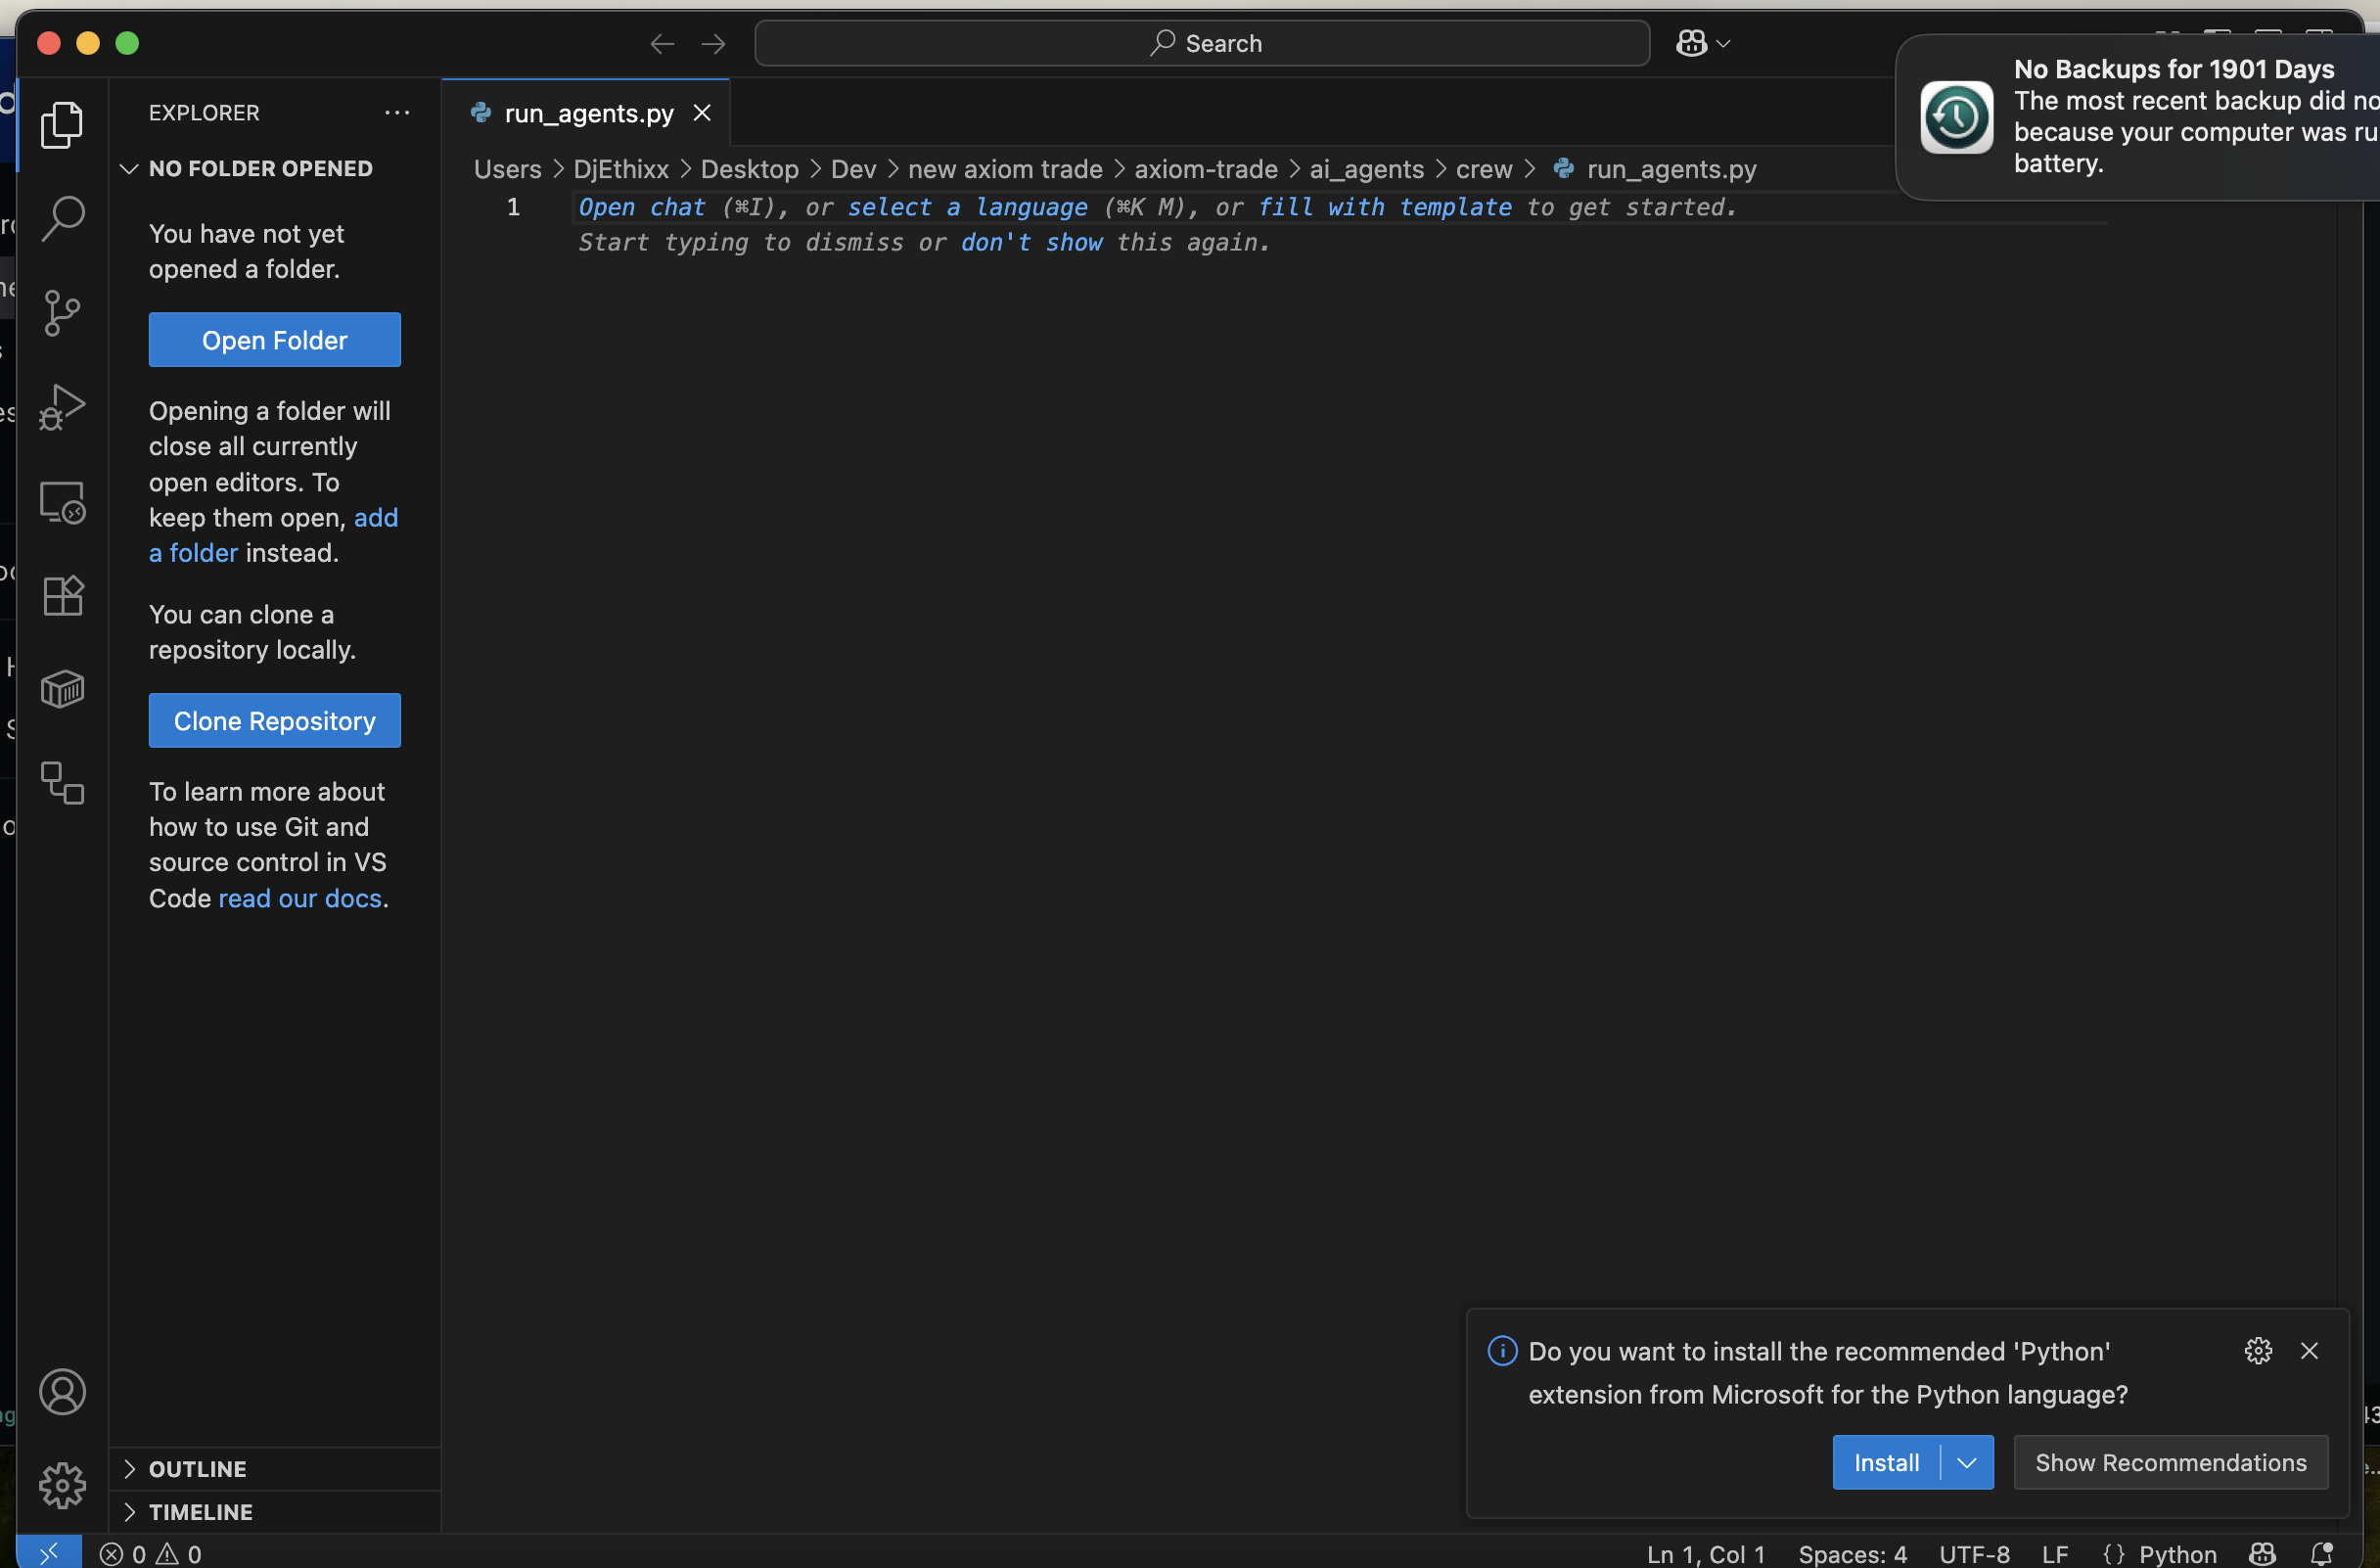 Search
No Backups for 1901 Days
The most recent backup did
because your computer was
battery.
EXPLORER
NO FOLDER OPENED
You have not yet
opened a folder.
Open Folder
Opening a folder will
close all currently
open editors. To
keep them open, add
a folder instead.
You can clone a
repository locally.
Clone Repository
To learn more about
how to use Git and
source control in VS
Code read our docs.
OUTLINE
TIMELINE
run_agents.py
Users > DjEthixx > Desktop > Dev > new axiom trade > axiom-trade > ai_agents > crew > run_agents.py
1 Open chat (⌘I), or select a language (⌘K M), or fill with template to get started.
Start typing to dismiss or don't show this again.
Do you want to install the recommended 'Python'
extension from Microsoft for the Python language?
Install
Show Recommendations
0 0
Ln 1, Col 1 Spaces: 4 UTF-8 LF {} Python